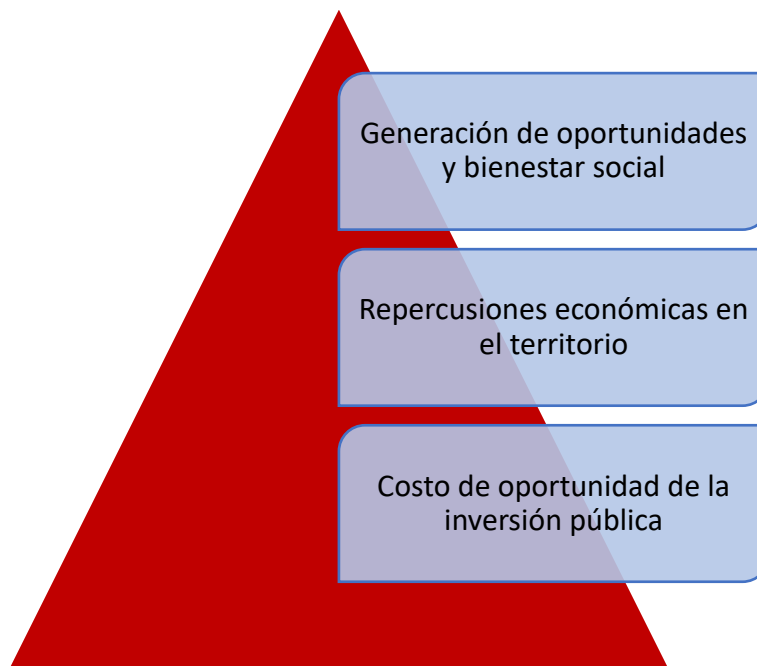 Generación de oportunidades
y bienestar social
Repercusiones económicas en
el territorio
Costo de oportunidad de la
inversión pública